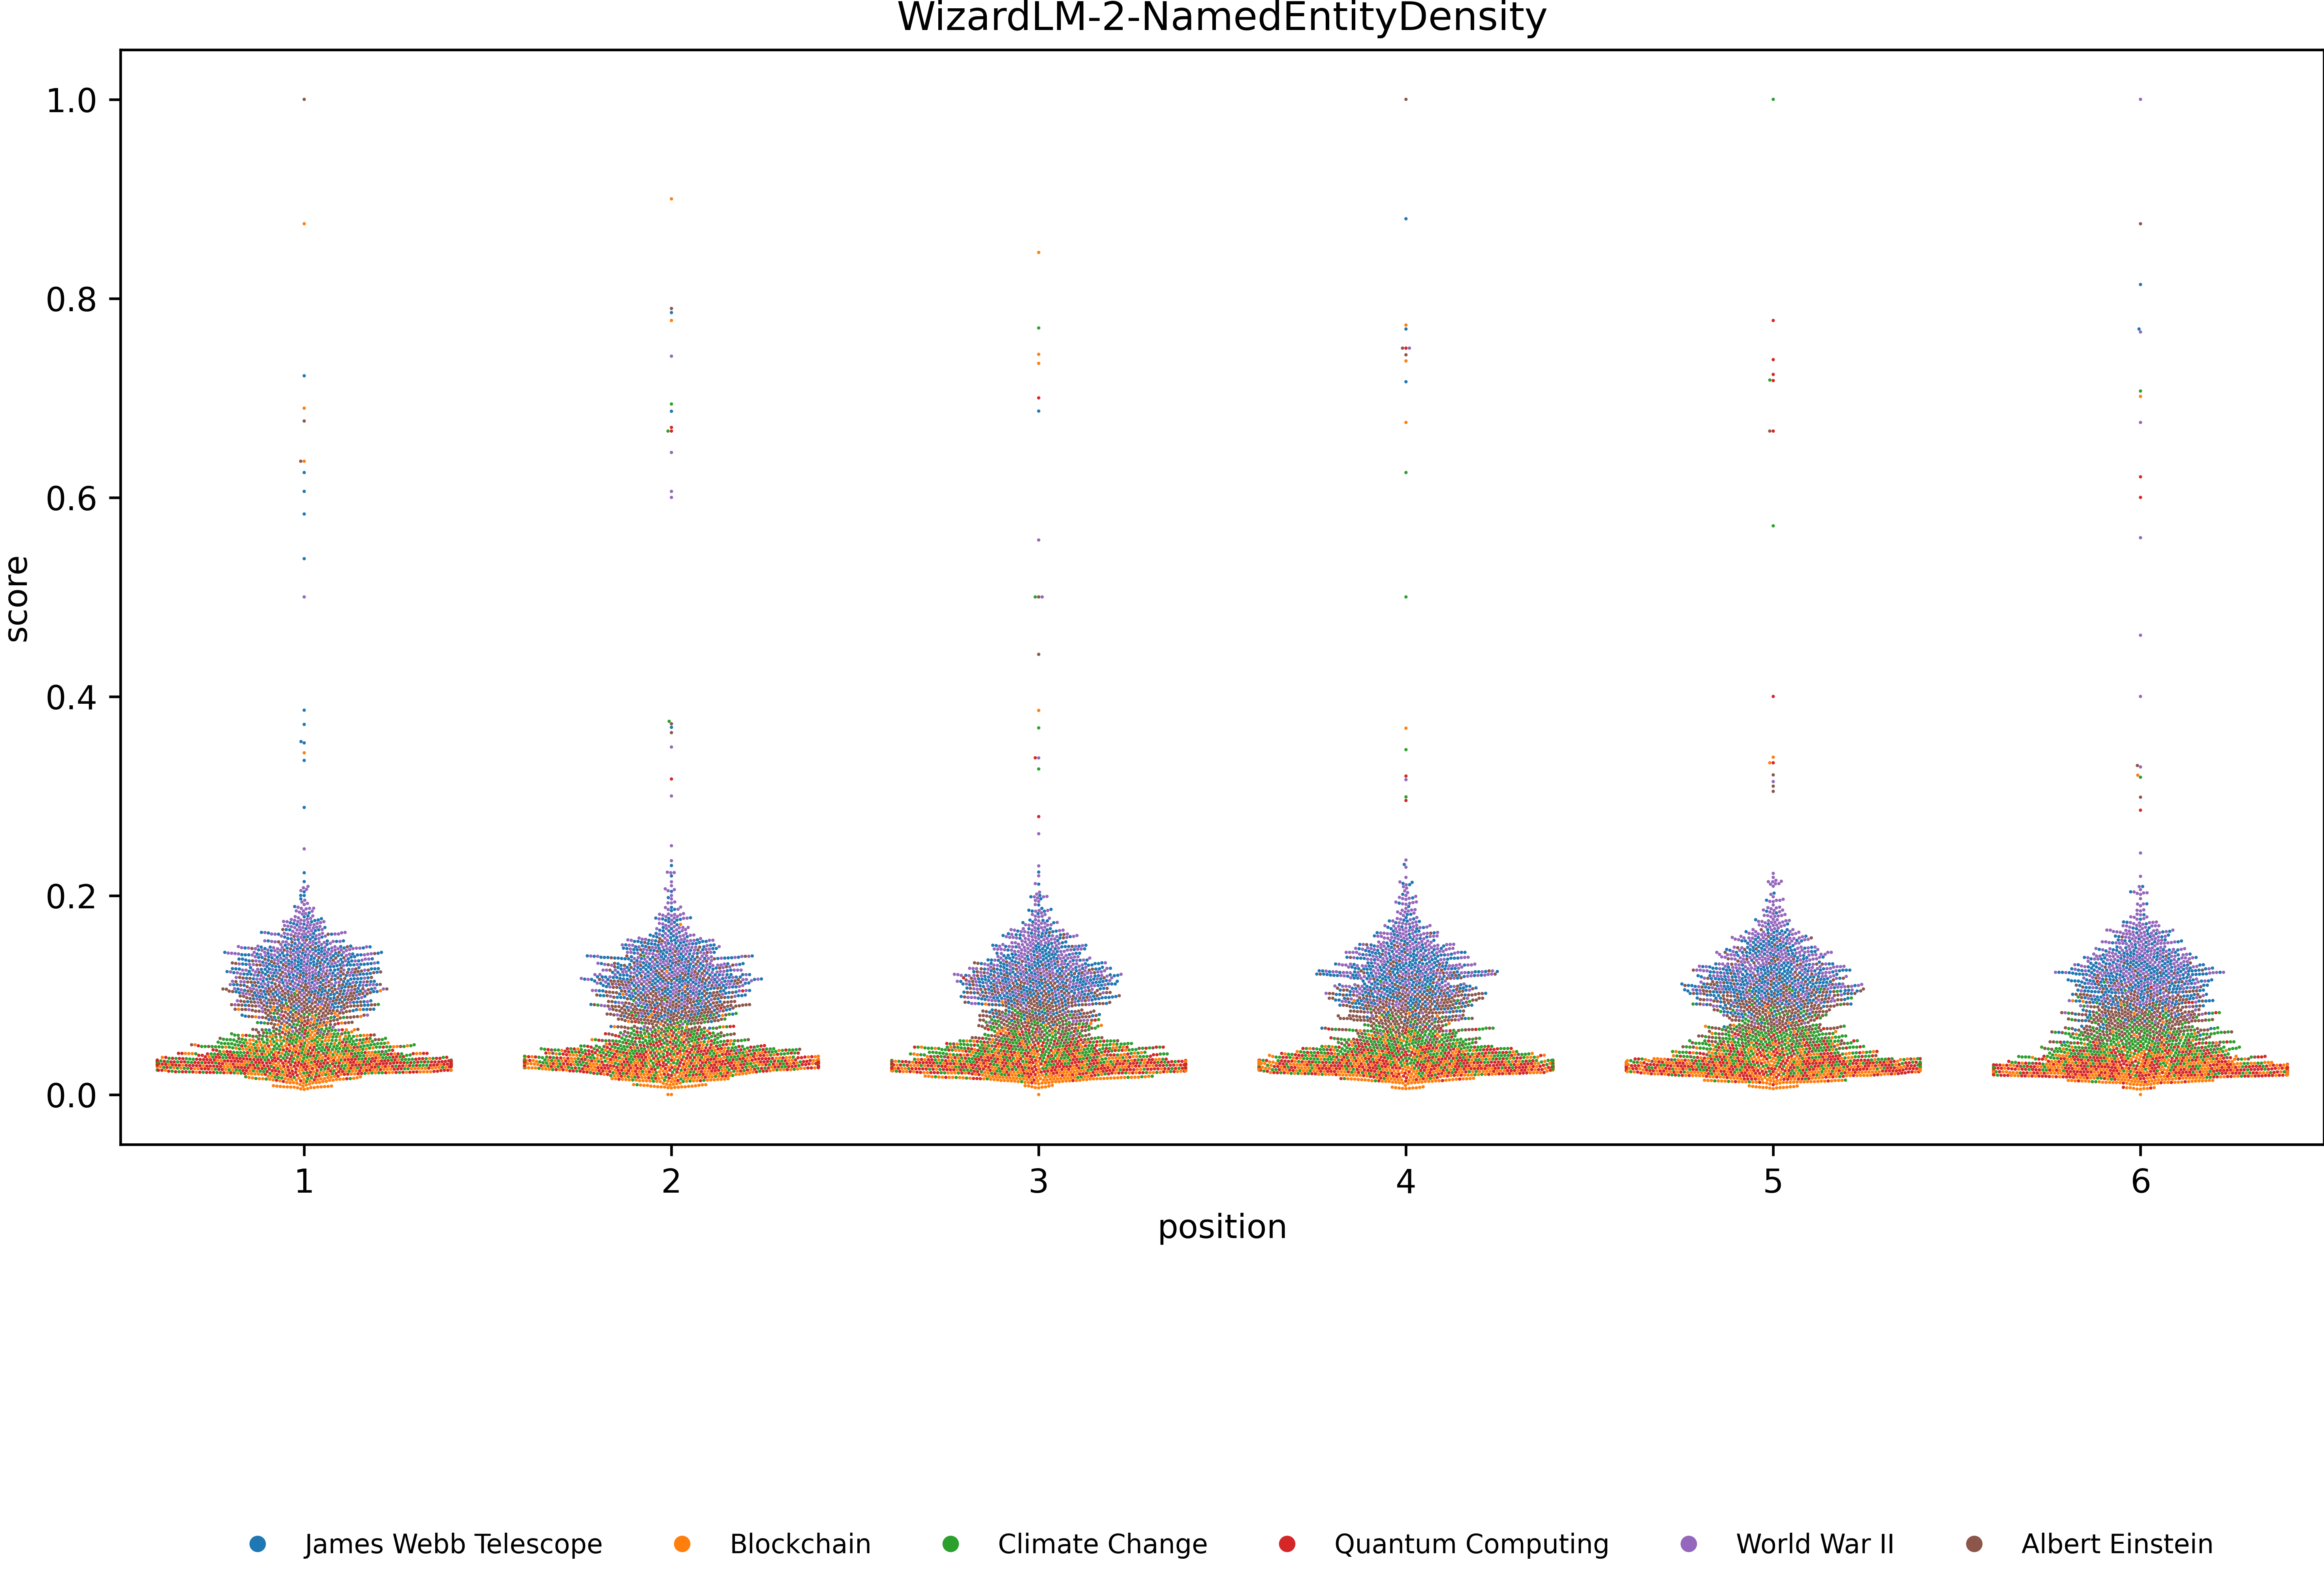 WizardLM-2-NamedEntityDensity
1.0
0.8
0.6
0.4
0.2
0.0
score
1 2 3 4 5 6
position
James Webb Telescope Blockchain Climate Change Quantum Computing World War II Albert Einstein